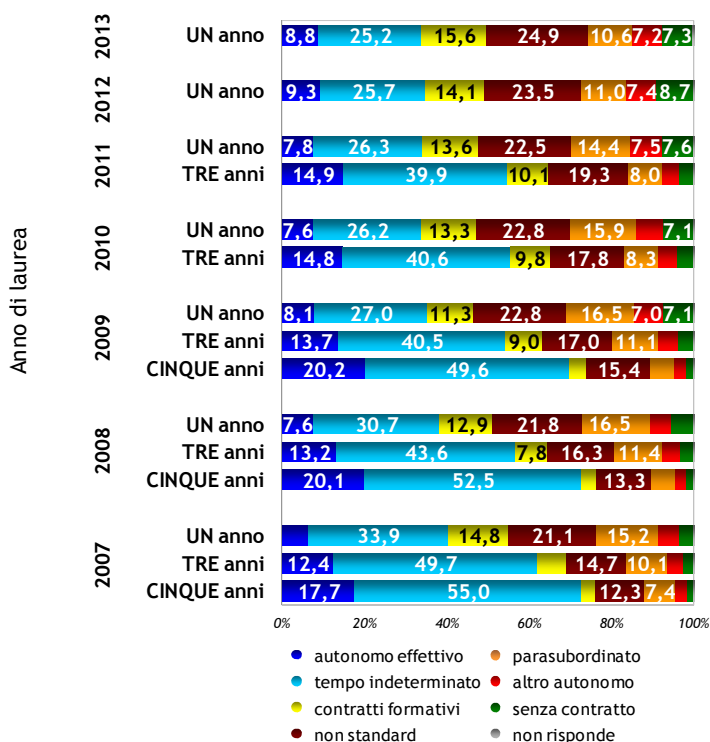 Anno di laurea
2013
UN anno 8,8 25,2 15,6 24,9 10,6 7,2 7,3
2012
UN anno 9,3 25,7 14,1 23,5 11,0 7,4 8,7
2011
UN anno 7,8 26,3 13,6 22,5 14,4 7,5 7,6
TRE anni 14,9 39,9 10,1 19,3 8,0
2010
UN anno 7,6 26,2 13,3 22,8 15,9 7,1
TRE anni 14,8 40,6 9,8 17,8 8,3
2009
UN anno 8,1 27,0 11,3 22,8 16,5 7,0 7,1
TRE anni 13,7 40,5 9,0 17,0 11,1
CINQUE anni 20,2 49,6 15,4
2008
UN anno 7,6 30,7 12,9 21,8 16,5
TRE anni 13,2 43,6 7,8 16,3 11,4
CINQUE anni 20,1 52,5 13,3
2007
UN anno 33,9 14,8 21,1 15,2
TRE anni 12,4 49,7 14,7 10,1
CINQUE anni 17,7 55,0 12,3 7,4
0% 20% 40% 60% 80% 100%
autonomo effettivo parasubordinato
tempo indeterminato altro autonomo
contratti formativi senza contratto
non standard non risponde